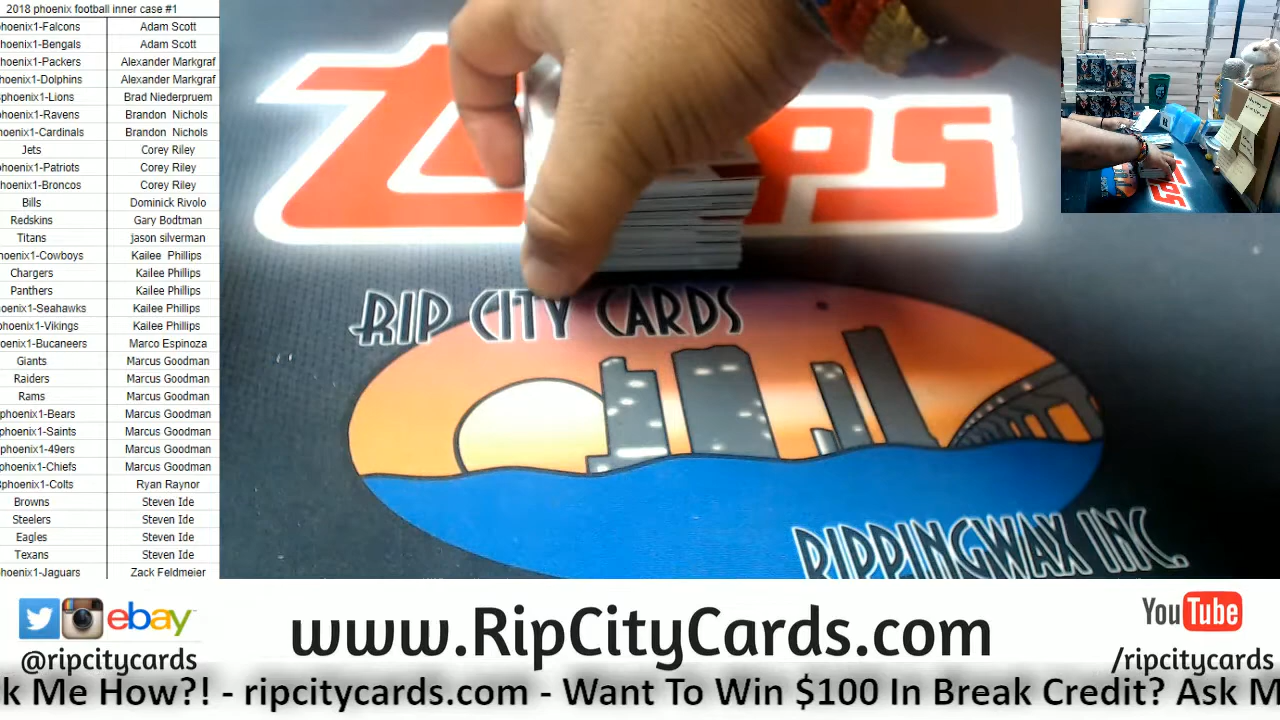 2018 phoenix football inner case #1
hoenix1-Falcons Adam Scott
hoenix1-Bengals Adam Scott
hoenix1-Packers Alexander Markgraf
hoenix1-Dolphins Alexander Markgraf
phoenix1-Lions Brad Niederpruem
hoenix1-Ravens Brandon Nichols
oenix1-Cardinals Brandon Nichols
Jets Corey Riley
hoenix1-Patriots Corey Riley
hoenix1-Broncos Corey Riley
Bills Dominick Rivolo
Redskins Gary Bodtman
Titans jason silverman
hoenix1-Cowboys Kailee Phillips
Chargers Kailee Phillips
Panthers Kailee Phillips
oenix1-Seahawks Kailee Phillips
hoenix1-Vikings Kailee Phillips
enix1-Bucaneers Marco Espinoza
Giants Marcus Goodman
Raiders Marcus Goodman
Rams Marcus Goodman
phoenix1-Bears Marcus Goodman
phoenix1-Saints Marcus Goodman
phoenix1-49ers Marcus Goodman
phoenix1-Chiefs Marcus Goodman
phoenix1-Colts Ryan Raynor
Browns Steven Ide
Steelers Steven Ide
Eagles Steven Ide
Texans Steven Ide
hoenix1-Jaguars Zack Feldmeier
RIP CITY CARDS
RIPPINGWAX INC.
ebay
@ripcitycards
www.RipCityCards.com
YouTube
/ripcitycards
k Me How?! - ripcitycards.com - Want To Win $100 In Break Credit? Ask M